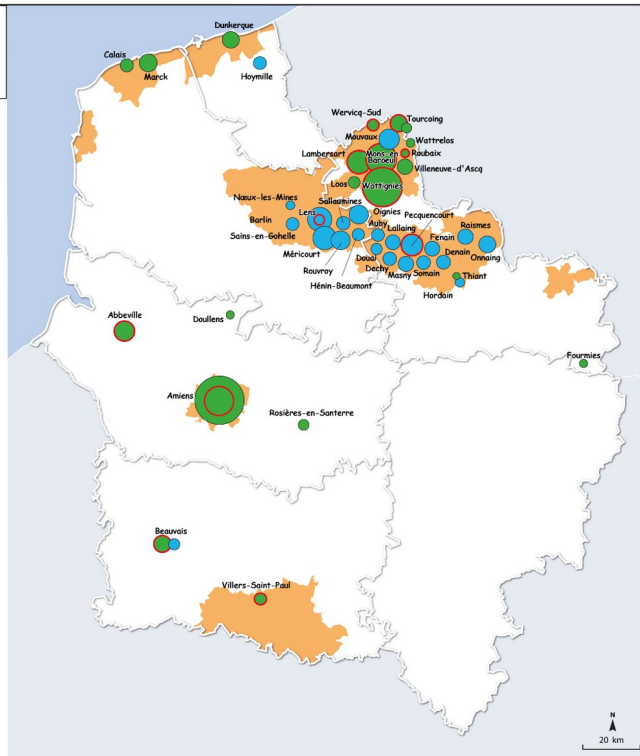 Dunkerque
Calais
Marck
Hoymille
Wervicq-Sud
Tourcoing
Mouvaux
Wattrelos
Lambersart
Mons-en
Baroeul
Roubaix
Villeneuve-d'Ascq
Loos
Wattignies
Sallaumines
Nœux-les-Mines
Lens
Oignies
Pecquencourt
Barlin
Auby
Lallaing
Raismes
Sains-en-Gohelle
Fenain
Méricourt
Douai
Denain
Onnaing
Rouvroy
Dechy
Masny
Somain
Thiant
Hénin-Beaumont
Hordain
Abbeville
Doullens
Fourmies
Amiens
Rosières-en-Santerre
Beauvais
Villers-Saint-Paul
N
20 km